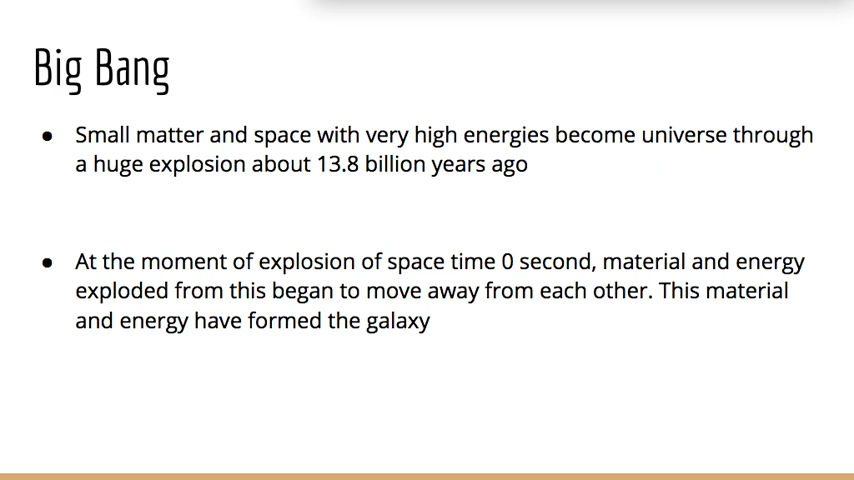 Big Bang
● Small matter and space with very high energies become universe through
a huge explosion about 13.8 billion years ago
● At the moment of explosion of space time 0 second, material and energy
exploded from this began to move away from each other. This material
and energy have formed the galaxy